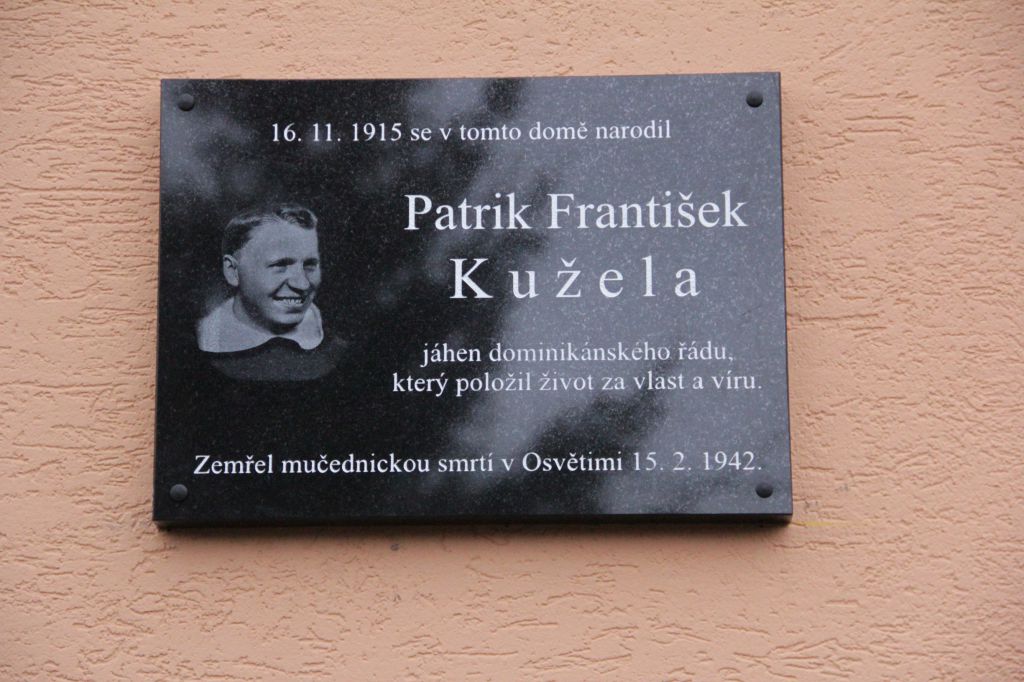 16. 11. 1915 se v tomto domě narodil
Patrik František
Kužela
jáhen dominikánského řádu,
který položil život za vlast a víru.
Zemřel mučednickou smrtí v Osvětimi 15. 2. 1942.